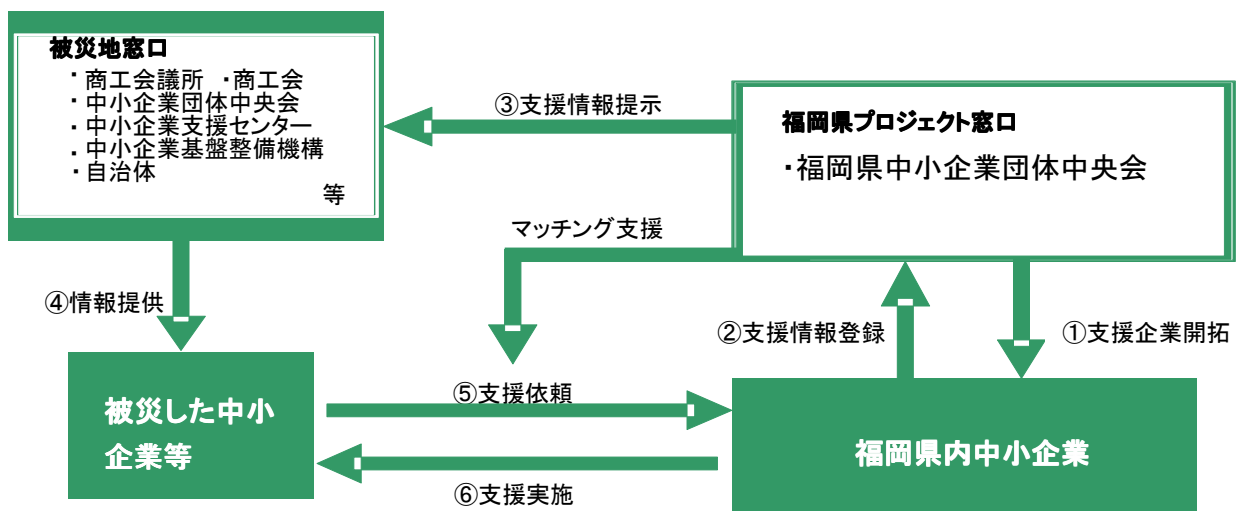 被災地窓口
・商工会議所 ・商工会
・中小企業団体中央会
・中小企業支援センター
・中小企業基盤整備機構
・自治体
等
③支援情報提示
福岡県プロジェクト窓口
・福岡県中小企業団体中央会
マッチング支援
④情報提供
②支援情報登録
①支援企業開拓
被災した中小
企業等
⑤支援依頼
福岡県内中小企業
⑥支援実施